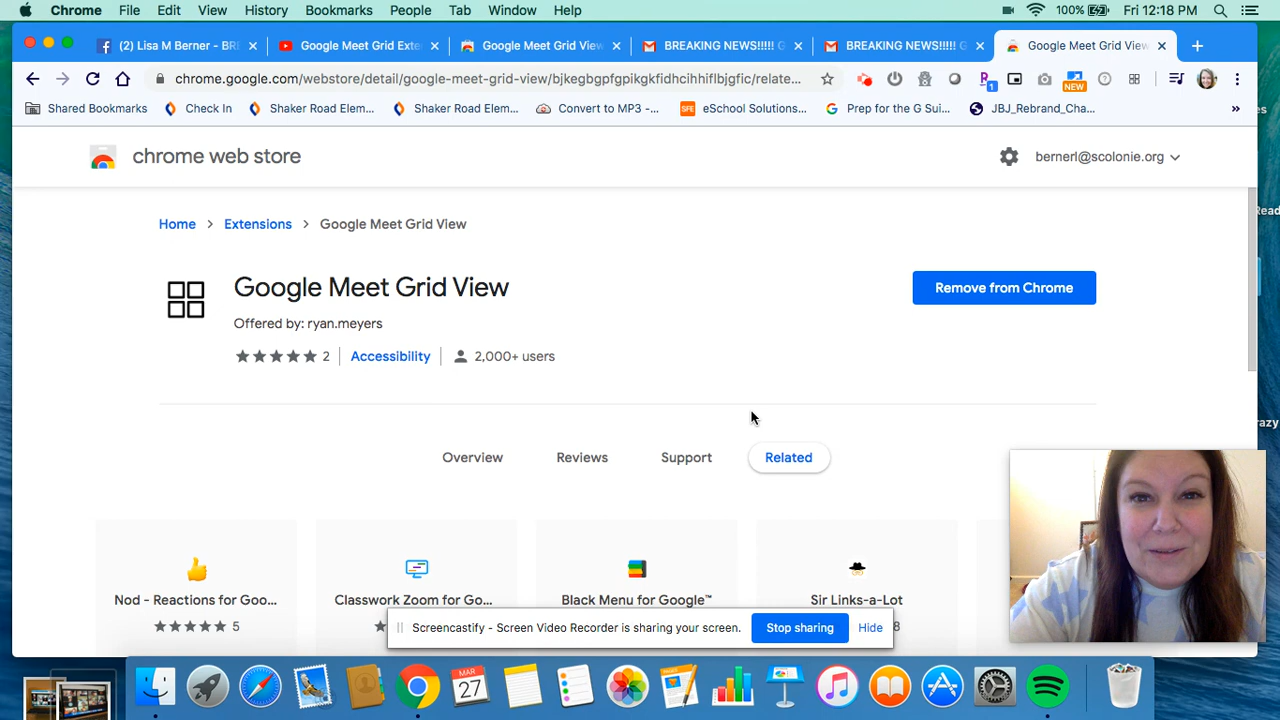 Chrome File Edit View History Bookmarks People Tab Window Help 100% Fri 12:18 PM
(2) Lisa M Berner - BRE Google Meet Grid Exte Google Meet Grid View BREAKING NEWS!!!!! G BREAKING NEWS!!!!! G Google Meet Grid View
chrome.google.com/webstore/detail/google-meet-grid-view/bjkegbgpfgpikgkfidhcihhiflbjgfic/relate... 1 NEW
Shared Bookmarks Check In Shaker Road Elem... Shaker Road Elem... Convert to MP3 -... SFE eSchool Solutions... Prep for the G Sui... JBJ_Rebrand_Cha... »
chrome web store bernerl@scolonie.org
Home Extensions Google Meet Grid View
Google Meet Grid View Remove from Chrome
Offered by: ryan.meyers
2 Accessibility 2,000+ users
Overview Reviews Support Related
Nod - Reactions for Goo... Classwork Zoom for Go... Black Menu for Google™ Sir Links-a-Lot
5 8
Screencastify - Screen Video Recorder is sharing your screen. Stop sharing Hide
MAR
27